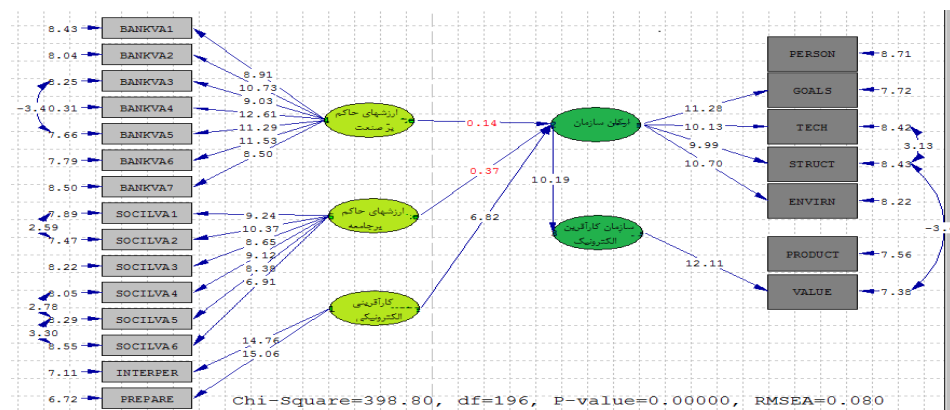 8.43 BANKVA1
8.04 BANKVA2
8.25 BANKVA3
0.31 BANKVA4
7.66 BANKVA5
7.79 BANKVA6
8.50 BANKVA7
7.89 SOCILVA1
7.47 SOCILVA2
8.22 SOCILVA3
8.05 SOCILVA4
8.29 SOCILVA5
8.55 SOCILVA6
7.11 INTERPER
6.72 PREPARE
-3.4
2.59
2.78
3.30
8.91
10.73
9.03
12.61
11.29
11.53
8.50
9.24
10.37
8.65
9.12
8.38
6.91
14.76
15.06
ارزشهای حاکم
بر صنعت
ارزشهای حاکم
برجامعه
کارآفرینی
الکترونیکی
0.14
0.37
6.82
ارکان سازمان
10.19
سازمان کارآفرین
الکترونیک
11.28
10.13
9.99
10.70
12.11
PERSON 8.71
GOALS 7.72
TECH 8.42
STRUCT 8.43
ENVIRN 8.22
PRODUCT 7.56
VALUE 7.38
3.13
Chi-Square=398.80, df=196, P-value=0.00000, RMSEA=0.080